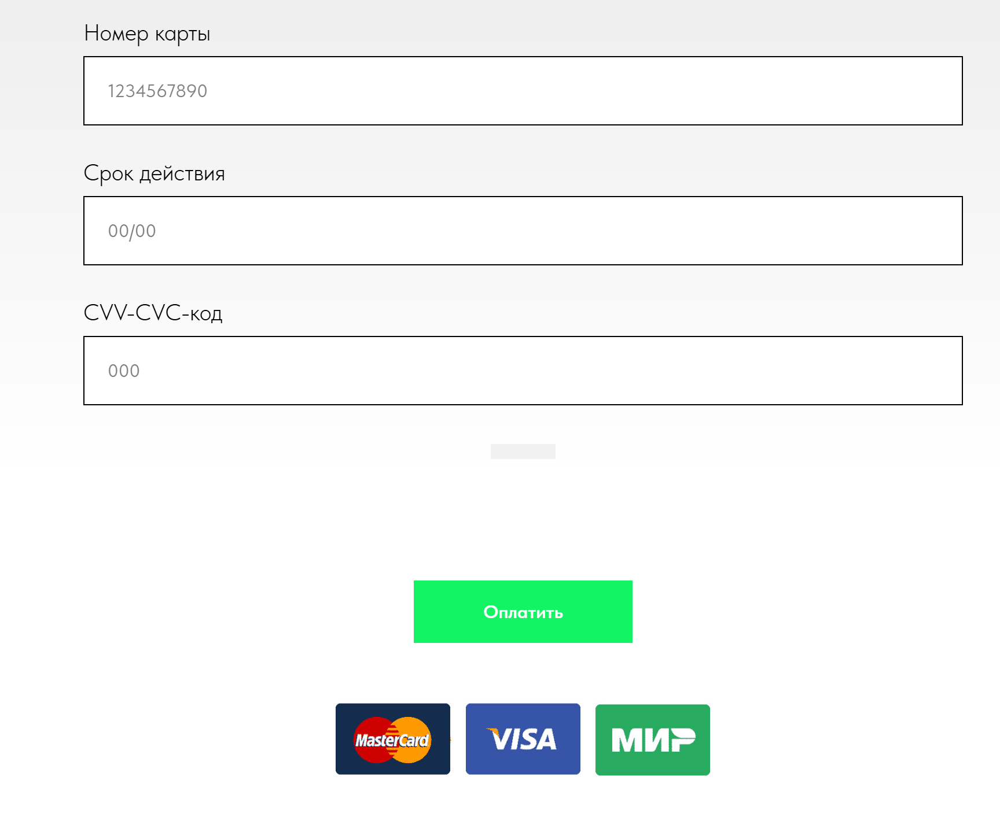 Номер карты
1234567890
Срок действия
00/00
CVV-CVC-код
000
Оплатить
MasterCard VISA МИР